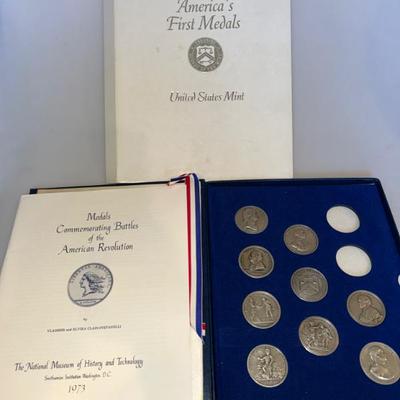 America's
First Medals
United States Mint
Medals
Commemorating Battles
of the
American Revolution
by
VLADIMIR and ELVIRA CLAIN-STEFANELLI
The National Museum of History and Technology
Smithsonian Institution Washington, D.C.
1973